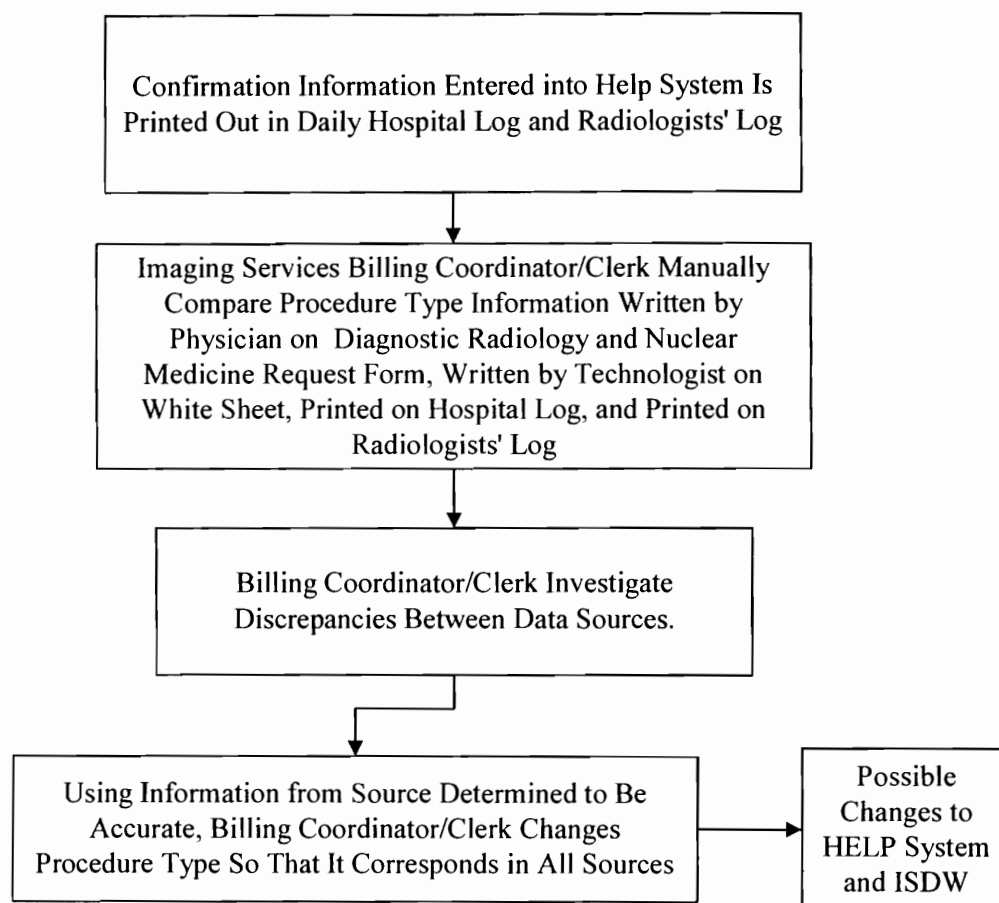 Confirmation Information Entered into Help System Is
Printed Out in Daily Hospital Log and Radiologists' Log
Imaging Services Billing Coordinator/Clerk Manually
Compare Procedure Type Information Written by
Physician on Diagnostic Radiology and Nuclear
Medicine Request Form, Written by Technologist on
White Sheet, Printed on Hospital Log, and Printed on
Radiologists' Log
Billing Coordinator/Clerk Investigate
Discrepancies Between Data Sources.
Using Information from Source Determined to Be
Accurate, Billing Coordinator/Clerk Changes
Procedure Type So That It Corresponds in All Sources
Possible
Changes to
HELP System
and ISDW